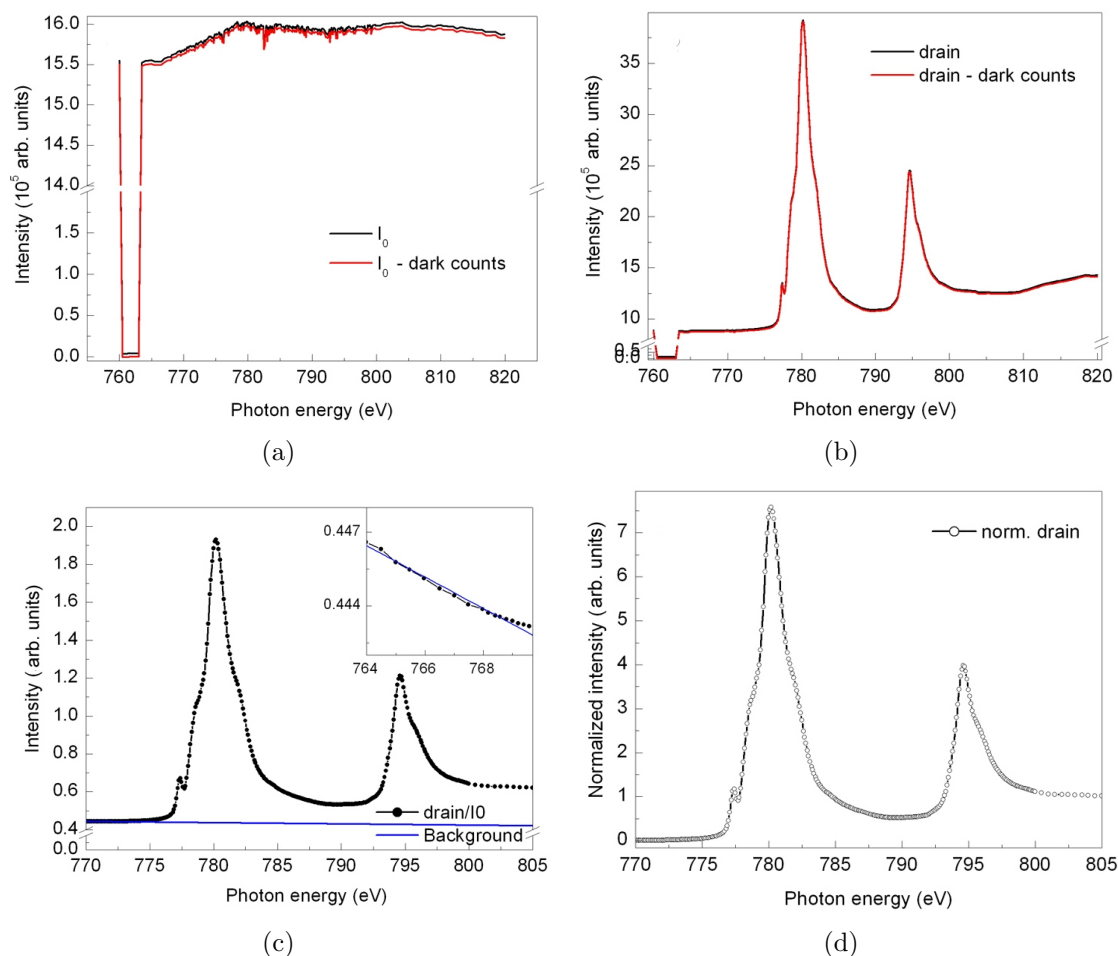 16.0
15.5
15.0
14.5
14.0
1.5
1.0
0.5
0.0
Intensity (10⁵ arb. units)
I₀
I₀ - dark counts
760 770 780 790 800 810 820
Photon energy (eV)
(a)
35
30
25
20
15
10
0.5
0.0
Intensity (10⁵ arb. units)
drain
drain - dark counts
760 770 780 790 800 810 820
Photon energy (eV)
(b)
2.0
1.8
1.6
1.4
1.2
1.0
0.8
0.6
0.4
0.0
Intensity ( arb. units)
0.447
0.444
764 766 768
drain/I0
Background
770 775 780 785 790 795 800 805
Photon energy (eV)
(c)
7
6
5
4
3
2
1
0
Normalized intensity ( arb. units)
norm. drain
770 775 780 785 790 795 800 805
Photon energy (eV)
(d)